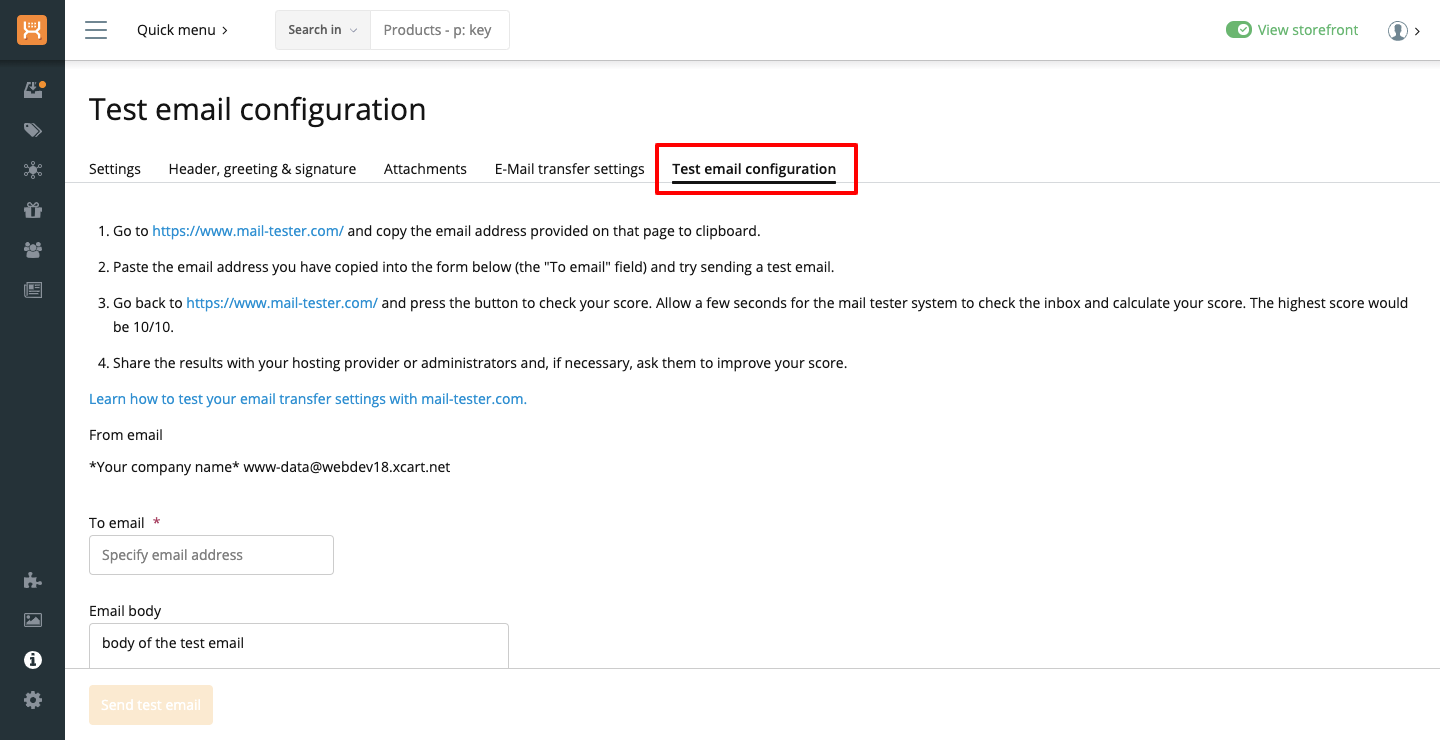 Quick menu
Search in
Products - p: key
View storefront
Test email configuration
Settings
Header, greeting & signature
Attachments
E-Mail transfer settings
Test email configuration
1. Go to https://www.mail-tester.com/ and copy the email address provided on that page to clipboard.
2. Paste the email address you have copied into the form below (the "To email" field) and try sending a test email.
3. Go back to https://www.mail-tester.com/ and press the button to check your score. Allow a few seconds for the mail tester system to check the inbox and calculate your score. The highest score would
be 10/10.
4. Share the results with your hosting provider or administrators and, if necessary, ask them to improve your score.
Learn how to test your email transfer settings with mail-tester.com.
From email
*Your company name* www-data@webdev18.xcart.net
To email *
Specify email address
Email body
body of the test email
Send test email